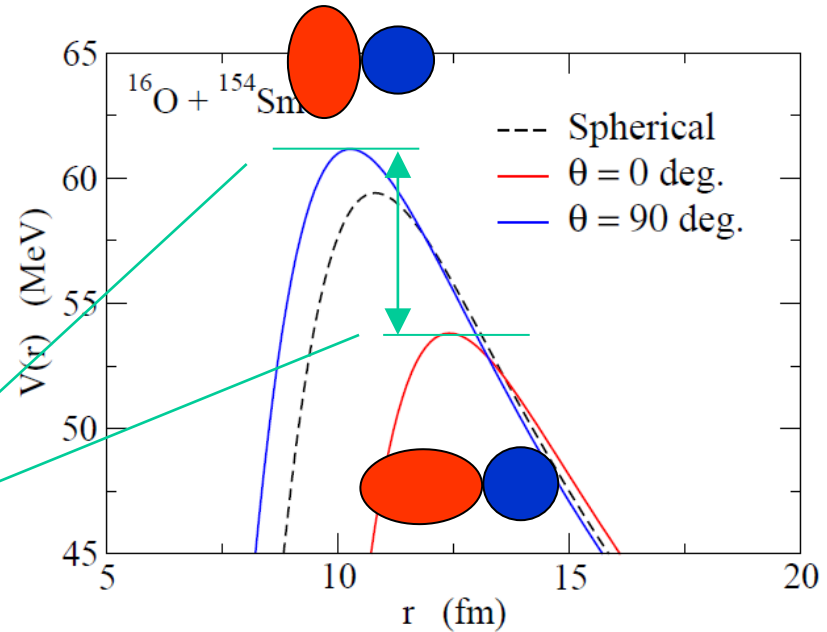 65
60
55
50
45
V(r) (MeV)
¹⁶O + ¹⁵⁴Sm
Spherical
θ = 0 deg.
θ = 90 deg.
5
10
15
20
r (fm)